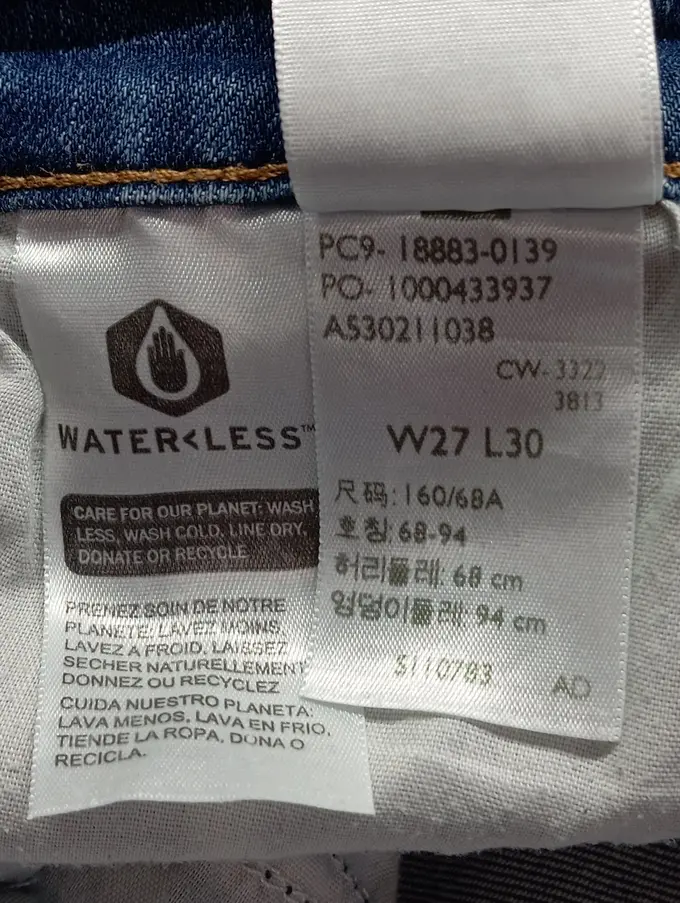 WATER<LESS™
CARE FOR OUR PLANET: WASH
LESS, WASH COLD, LINE DRY,
DONATE OR RECYCLE
PRENEZ SOIN DE NOTRE
PLANETE: LAVEZ MOINS,
LAVEZ A FROID, LAISSEZ
SECHER NATURELLEMENT
DONNEZ OU RECYCLEZ
CUIDA NUESTRO PLANETA:
LAVA MENOS, LAVA EN FRIO,
TIENDE LA ROPA, DONA O
RECICLA.
PC9- 18883-0139
PO- 1000433937
A530211038
CW-3322
3813
W27 L30
尺码:160/68A
호칭:68-94
허리둘레: 68 cm
엉덩이둘레: 94 cm
S110783 AD